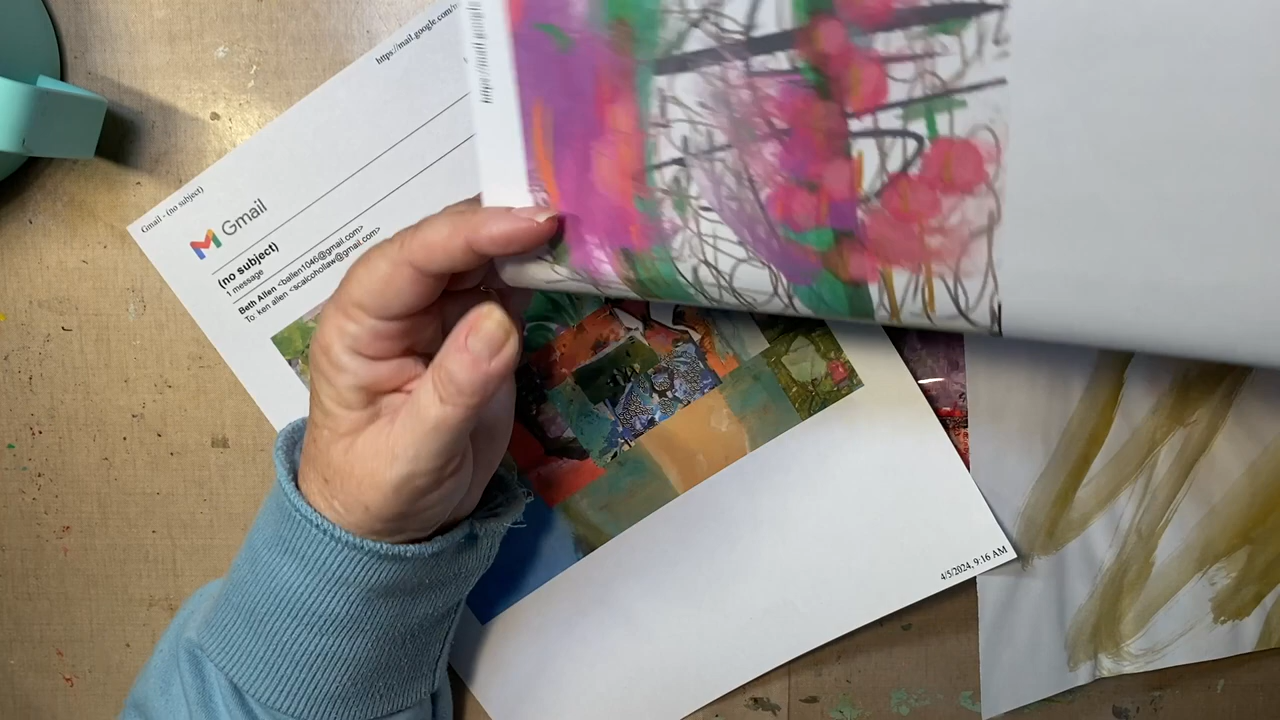 https://mail.google.com/m
Gmail - (no subject)
Gmail
(no subject)
1 message
Beth Allen <ballen1046@gmail.com>
To: ken allen <scalcohollaw@gmail.com>
4/5/2024, 9:16 AM